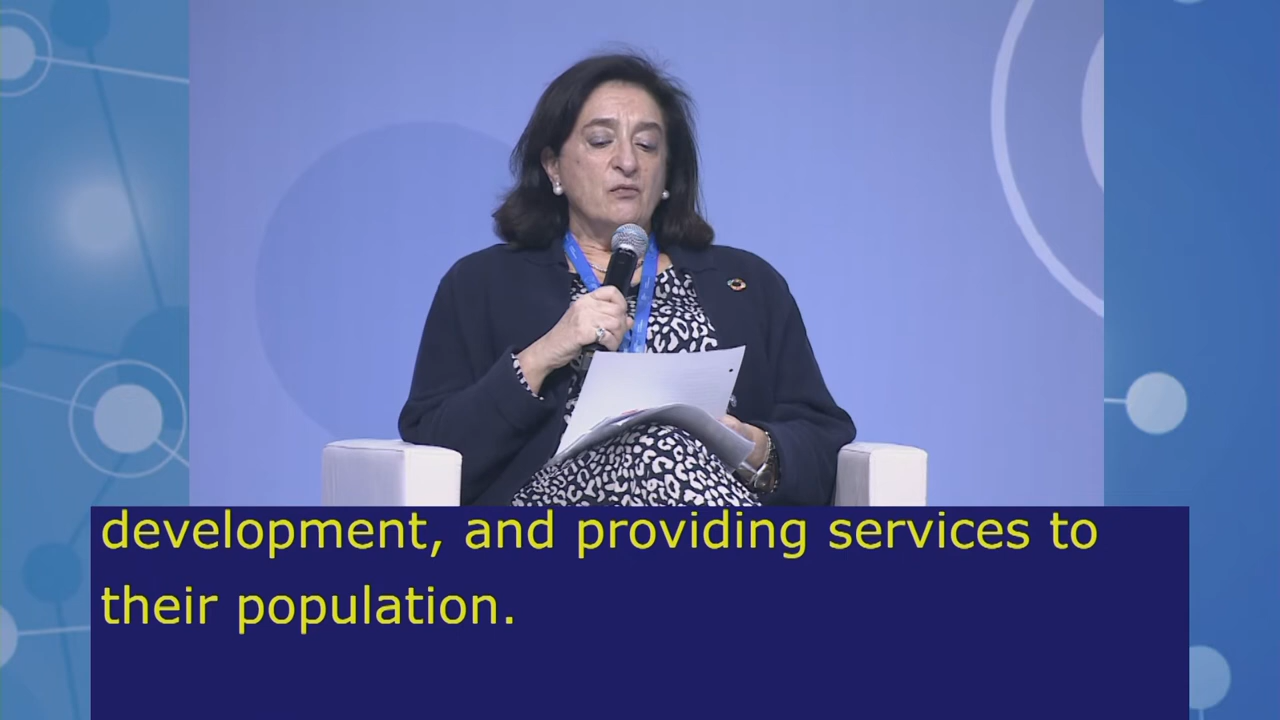 development, and providing services to
their population.